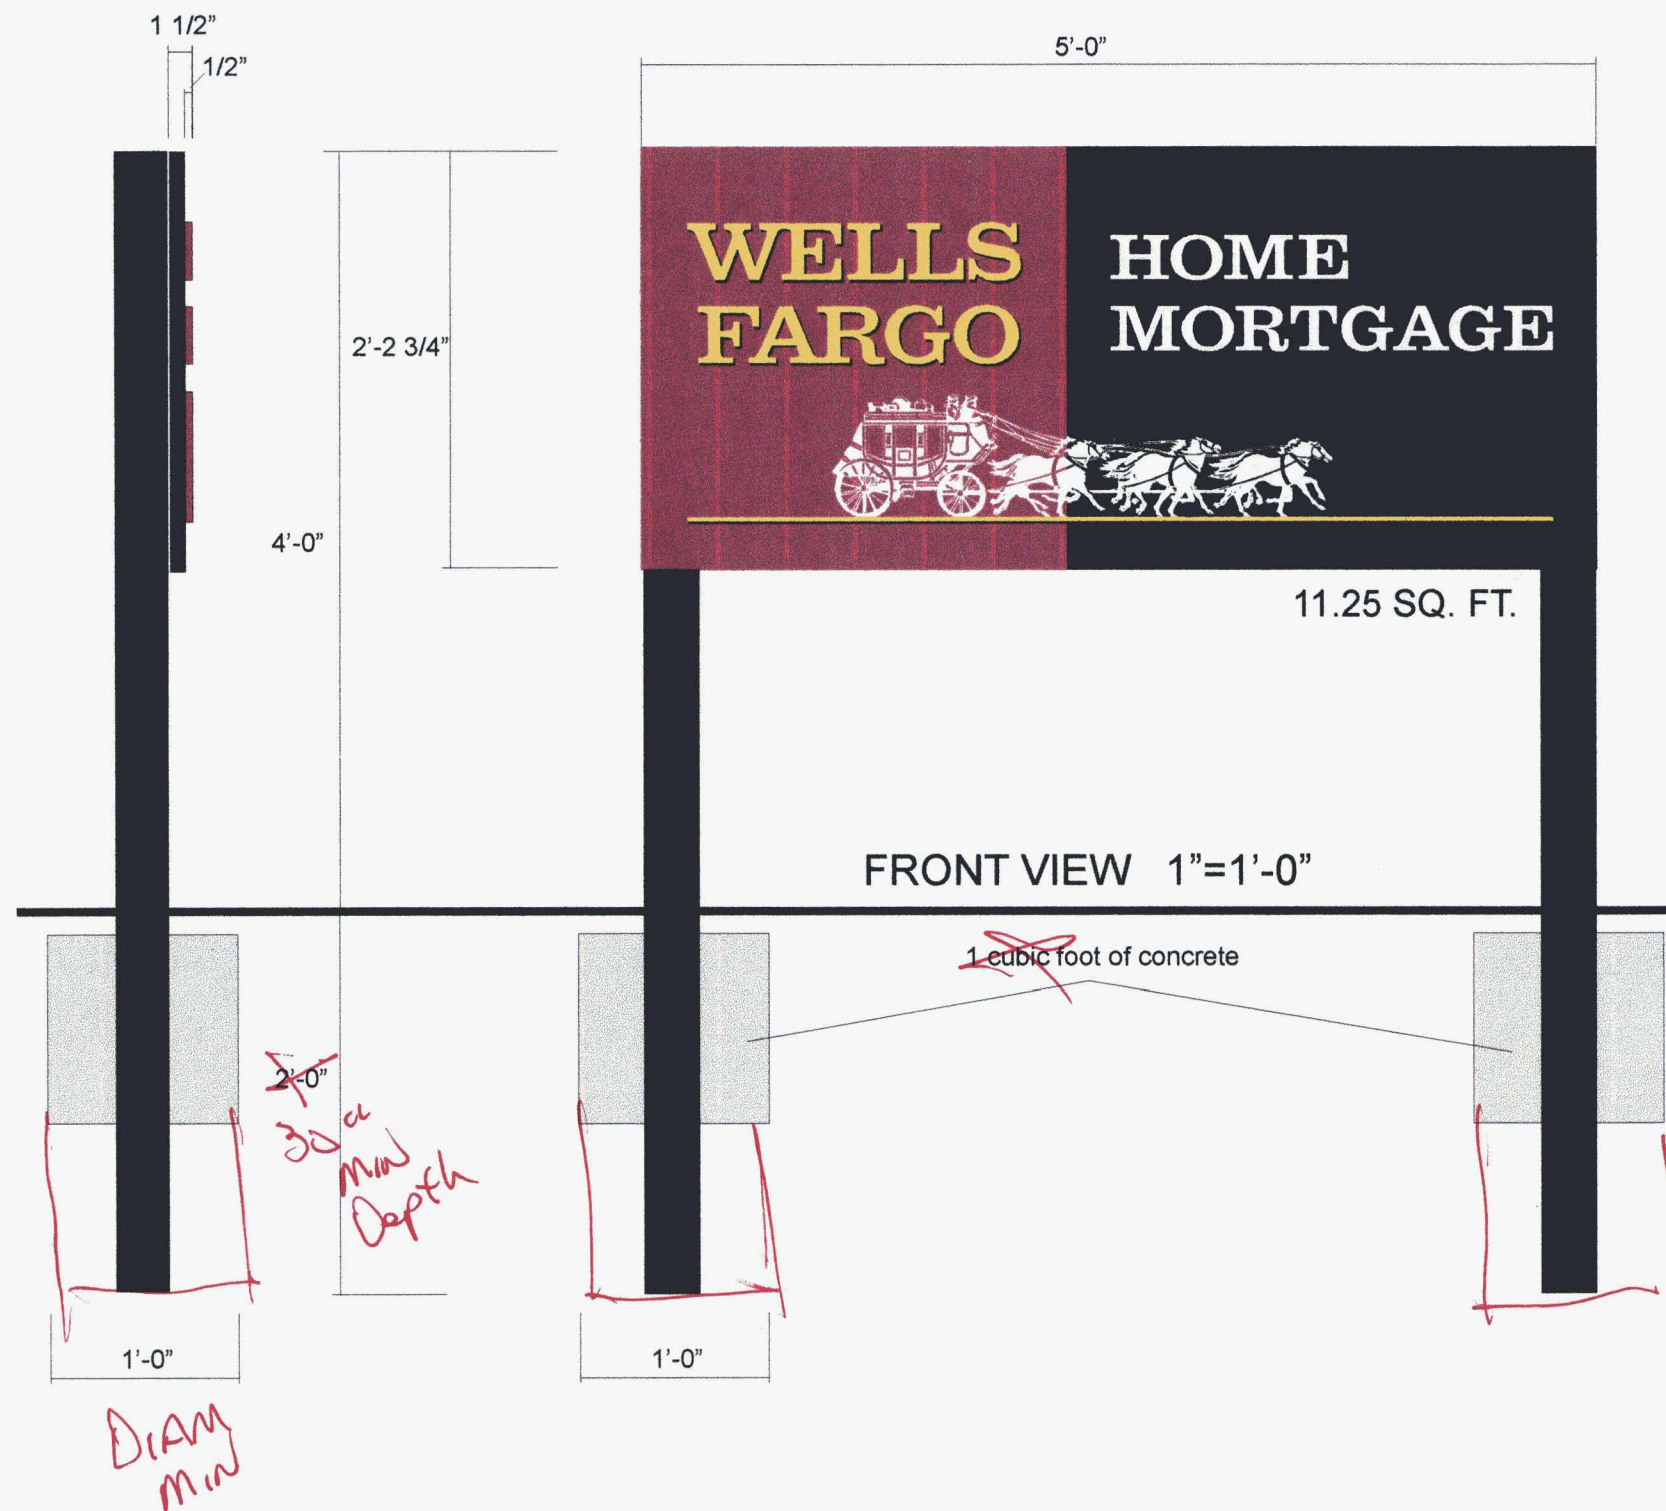 1 1/2”
1/2”
5'-0”
WELLS
FARGO
HOME
MORTGAGE
2’-2 3/4”
4’-0”
11.25 SQ. FT.
FRONT VIEW 1”=1’-0”
1 cubic foot of concrete
2’-0”
30"
MIN
Depth
1’-0”
1’-0”
DIAM
MIN